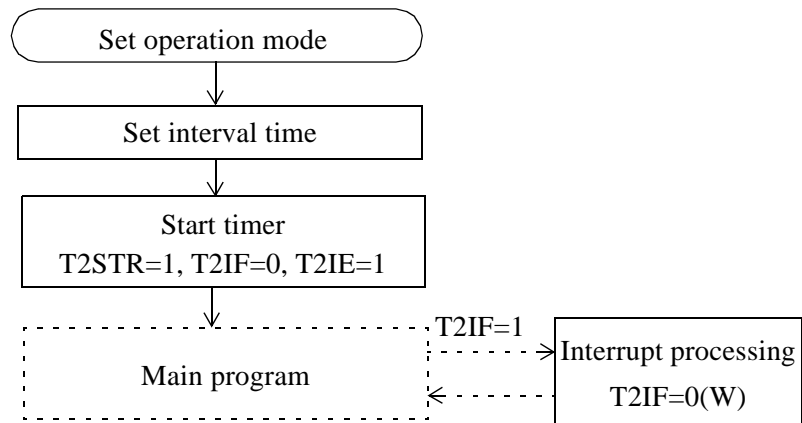 Set operation mode
Set interval time
Start timer
T2STR=1, T2IF=0, T2IE=1
T2IF=1
Main program
Interrupt processing
T2IF=0(W)